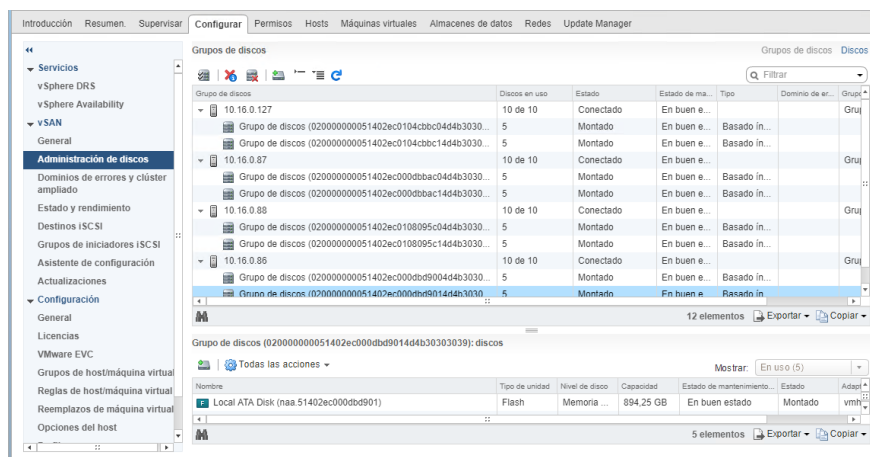 Introducción Resumen. Supervisar Configurar Permisos Hosts Máquinas virtuales Almacenes de datos Redes Update Manager
Servicios
vSphere DRS
vSphere Availability
vSAN
General
Administración de discos
Dominios de errores y clúster
ampliado
Estado y rendimiento
Destinos iSCSI
Grupos de iniciadores iSCSI
Asistente de configuración
Actualizaciones
Configuración
General
Licencias
VMware EVC
Grupos de host/máquina virtual
Reglas de host/máquina virtual
Reemplazos de máquina virtual
Opciones del host
Grupos de discos Grupos de discos Discos
Filtrar
Grupo de discos Discos en uso Estado Estado de ma... Tipo Dominio de er... Grupo
10.16.0.127 10 de 10 Conectado En buen e... Gru
Grupo de discos (020000000051402ec0104cbbc04d4b3030... 5 Montado En buen e... Basado ín...
Grupo de discos (020000000051402ec0104cbbc14d4b3030... 5 Montado En buen e... Basado ín...
10.16.0.87 10 de 10 Conectado En buen e... Gru
Grupo de discos (020000000051402ec000dbbac04d4b3030... 5 Montado En buen e... Basado ín...
Grupo de discos (020000000051402ec000dbbac14d4b3030... 5 Montado En buen e... Basado ín...
10.16.0.88 10 de 10 Conectado En buen e... Gru
Grupo de discos (020000000051402ec0108095c04d4b3030... 5 Montado En buen e... Basado ín...
Grupo de discos (020000000051402ec0108095c14d4b3030... 5 Montado En buen e... Basado ín...
10.16.0.86 10 de 10 Conectado En buen e... Gru
Grupo de discos (020000000051402ec000dbd9004d4b3030... 5 Montado En buen e... Basado ín...
Grupo de discos (020000000051402ec000dbd9014d4b3030... 5 Montado En buen e... Basado ín...
12 elementos Exportar Copiar
Grupo de discos (020000000051402ec000dbd9014d4b30303039): discos
Todas las acciones Mostrar: En uso (5)
Nombre Tipo de unidad Nivel de disco Capacidad Estado de mantenimiento... Estado Adapt
F Local ATA Disk (naa.51402ec000dbd901) Flash Memoria ... 894,25 GB En buen estado Montado vmh
5 elementos Exportar Copiar